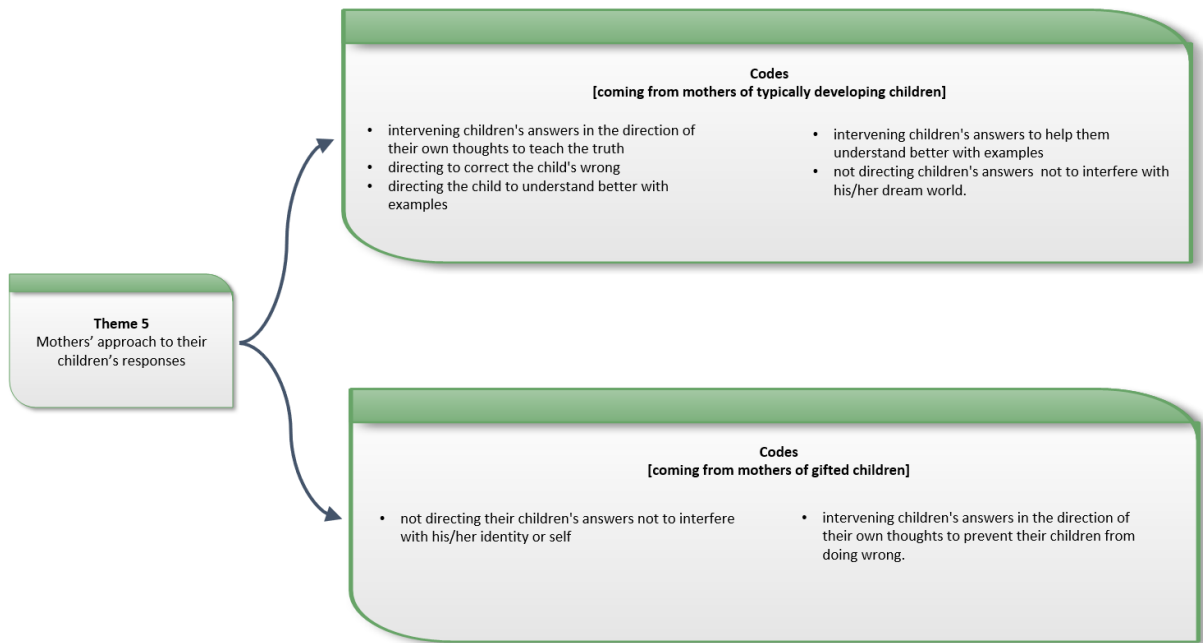 Codes
[coming from mothers of typically developing children]
• intervening children's answers in the direction of
their own thoughts to teach the truth
• directing to correct the child's wrong
• directing the child to understand better with
examples
• intervening children's answers to help them
understand better with examples
• not directing children's answers not to interfere with
his/her dream world.
Theme 5
Mothers' approach to their
children's responses
Codes
[coming from mothers of gifted children]
• not directing their children's answers not to interfere
with his/her identity or self
• intervening children's answers in the direction of
their own thoughts to prevent their children from
doing wrong.